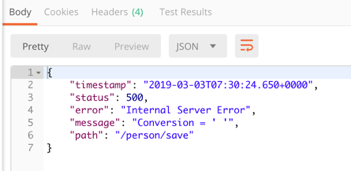 Body Cookies Headers (4) Test Results
Pretty Raw Preview JSON
1 {
2 "timestamp": "2019-03-03T07:30:24.650+0000",
3 "status": 500,
4 "error": "Internal Server Error",
5 "message": "Conversion = ' '",
6 "path": "/person/save"
7 }